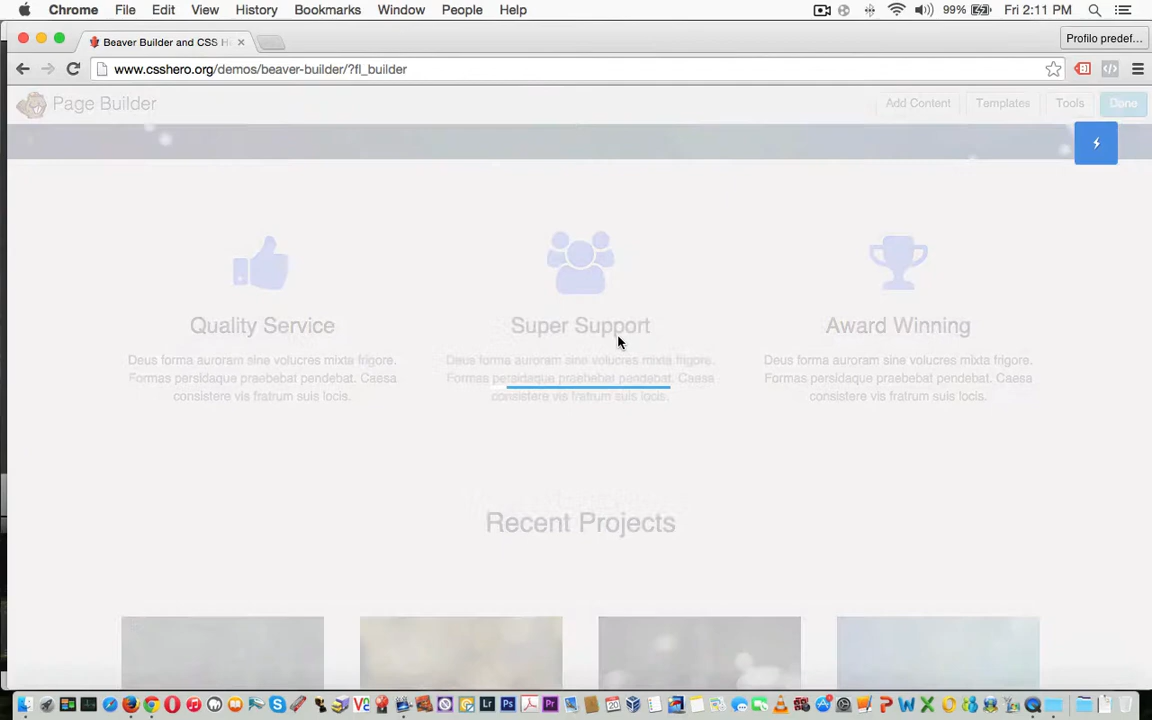 Chrome File Edit View History Bookmarks Window People Help 99% Fri 2:11 PM
Beaver Builder and CSS H
Profilo predef...
www.csshero.org/demos/beaver-builder/?fl_builder
Page Builder Add Content Templates Tools Done
Quality Service Super Support Award Winning
Deus forma auroram sine volucres mixta frigore. Deus forma auroram sine volucres mixta frigore. Deus forma auroram sine volucres mixta frigore.
Formas persidaque praebebat pendebat. Caesa Formas persidaque praebebat pendebat. Caesa Formas persidaque praebebat pendebat. Caesa
consistere vis fratrum suis locis. consistere vis fratrum suis locis. consistere vis fratrum suis locis.
Recent Projects